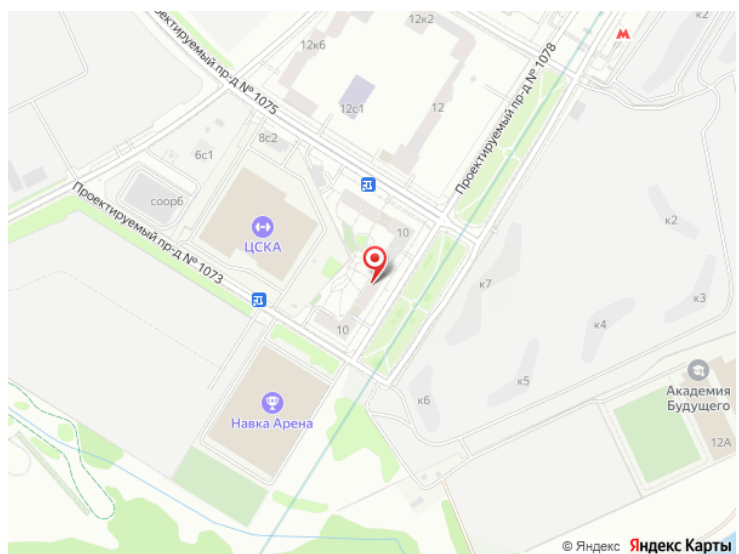 к2
12к2
М
12к6
Проектируемый пр-д № 1075
Проектируемый пр-д № 1078
12с1
12
8с2
6с1
соор6
Проектируемый пр-д № 1073
ЦСКА
10
к2
к7
к3
к4
10
к5
к6
Академия
Будущего
Навка Арена
12А
© Яндекс Яндекс Карты